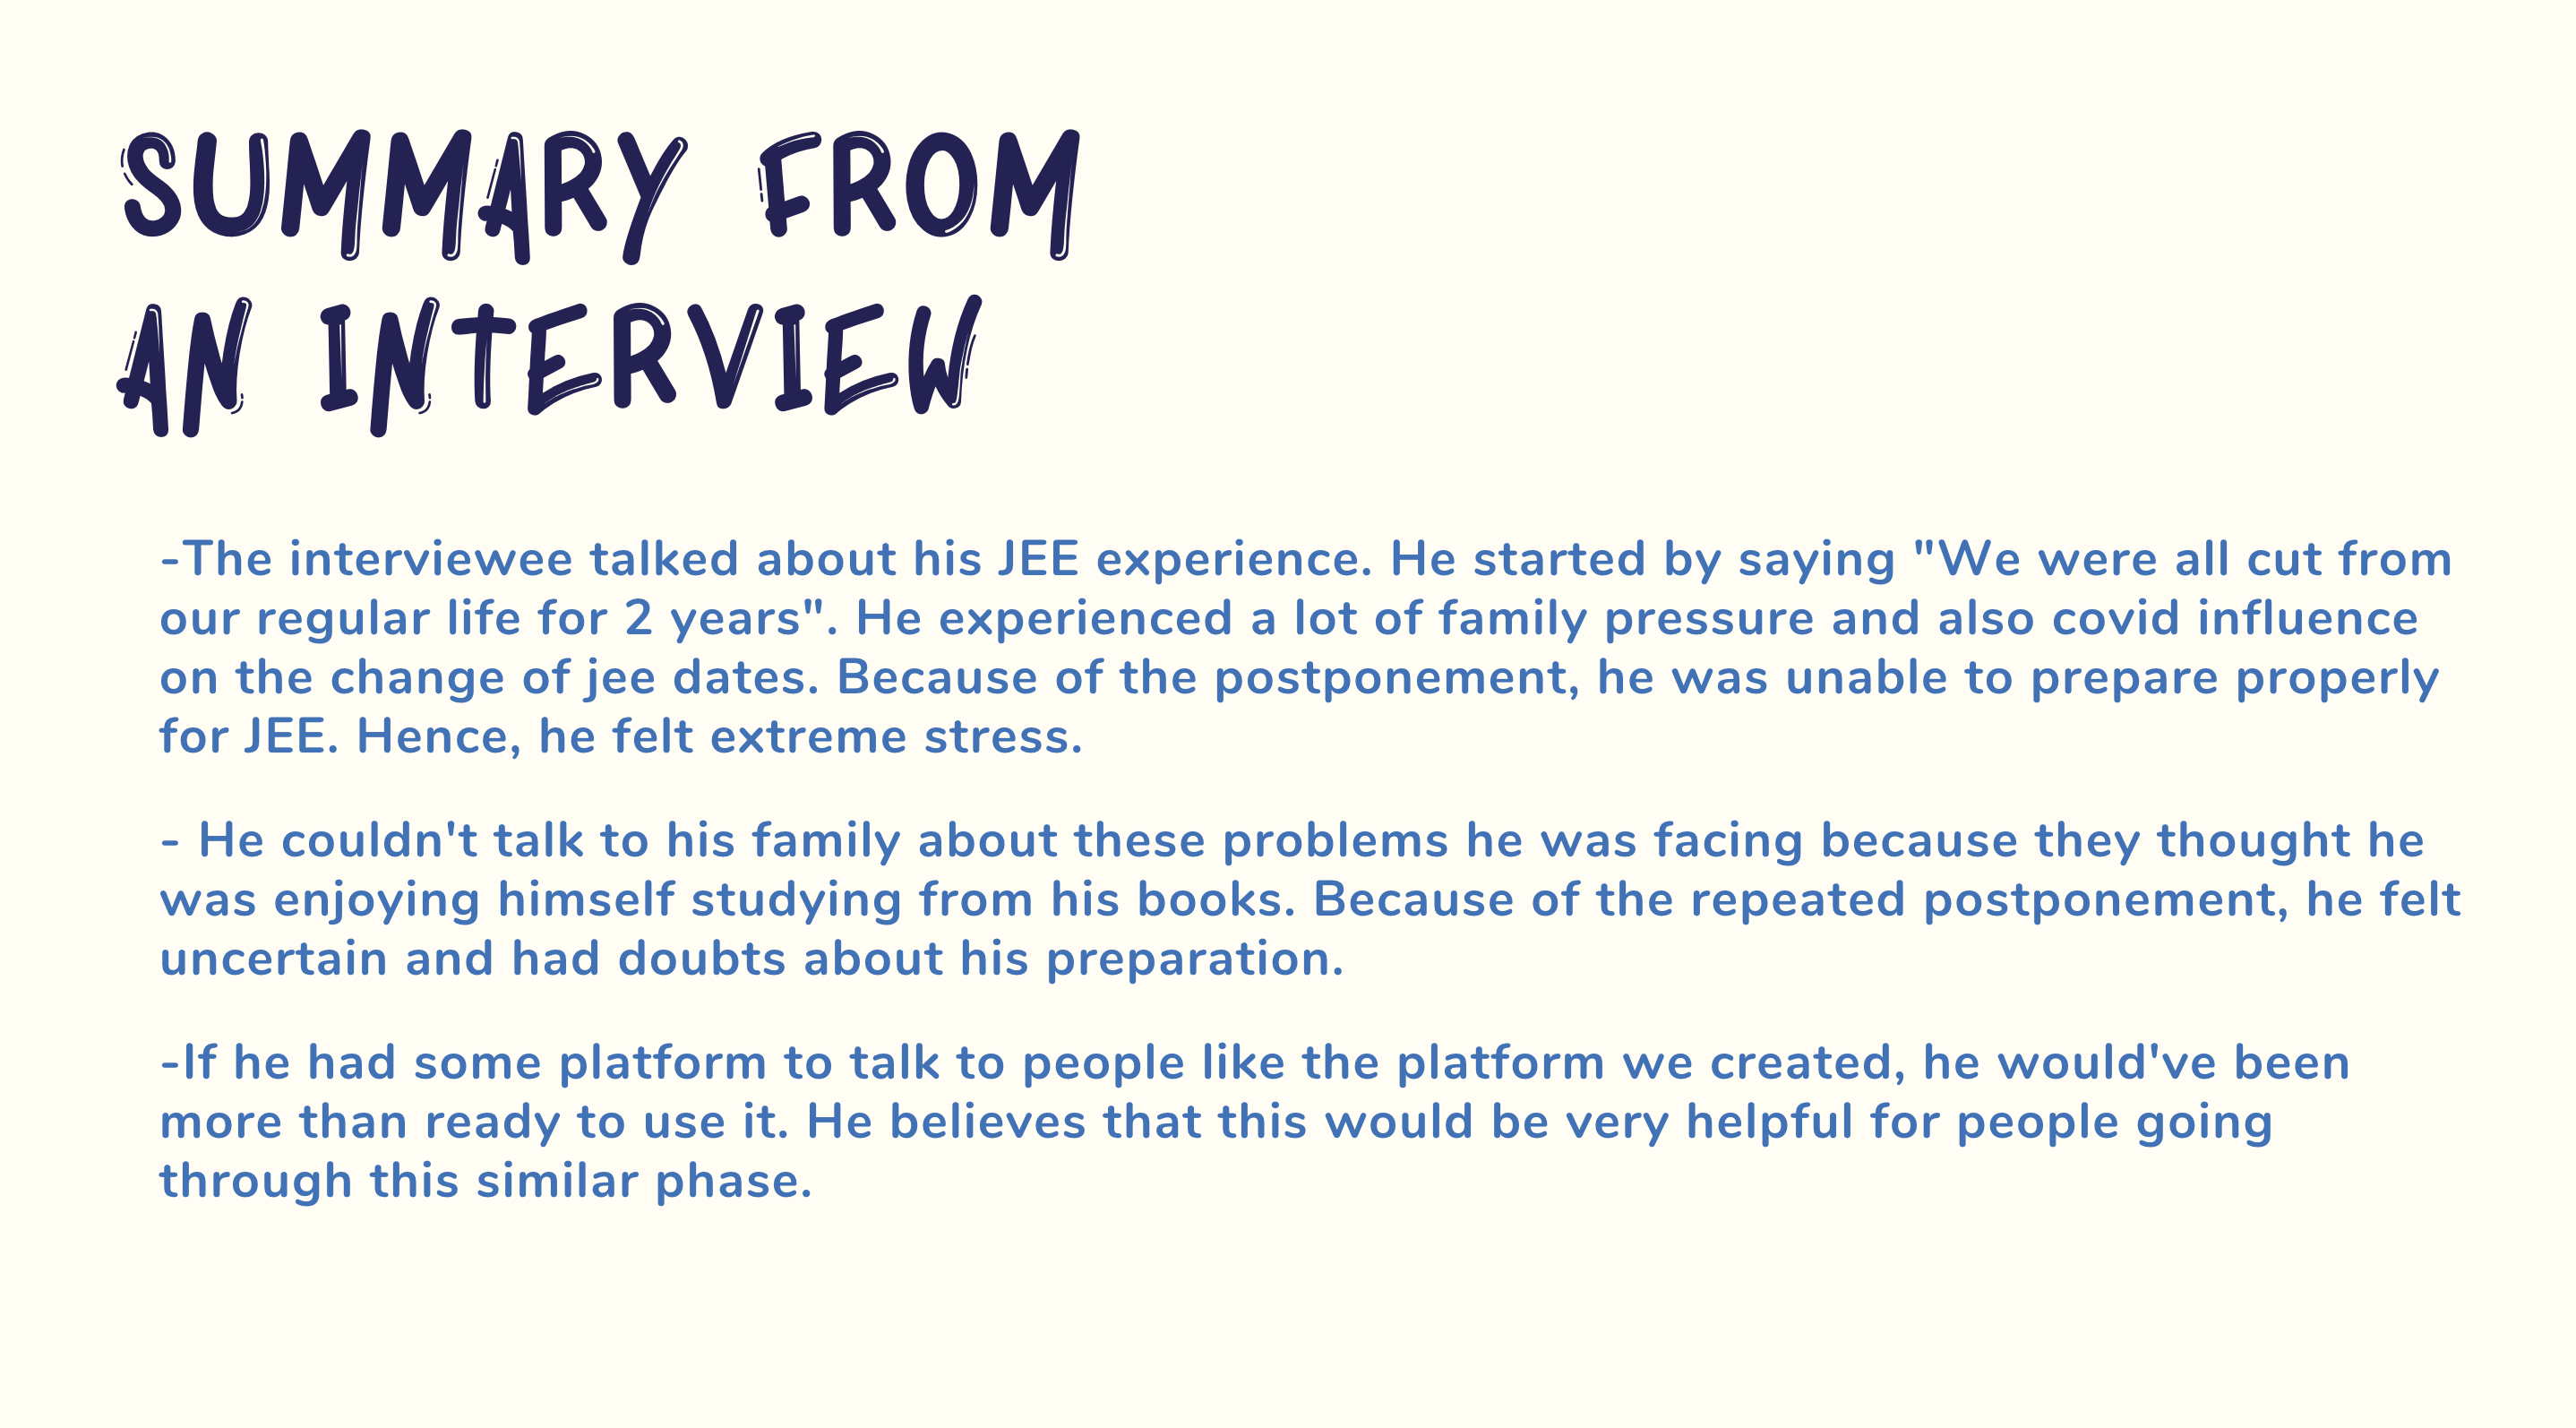 SUMMARY FROM
AN INTERVIEW
-The interviewee talked about his JEE experience. He started by saying "We were all cut from
our regular life for 2 years". He experienced a lot of family pressure and also covid influence
on the change of jee dates. Because of the postponement, he was unable to prepare properly
for JEE. Hence, he felt extreme stress.
- He couldn't talk to his family about these problems he was facing because they thought he
was enjoying himself studying from his books. Because of the repeated postponement, he felt
uncertain and had doubts about his preparation.
-If he had some platform to talk to people like the platform we created, he would've been
more than ready to use it. He believes that this would be very helpful for people going
through this similar phase.